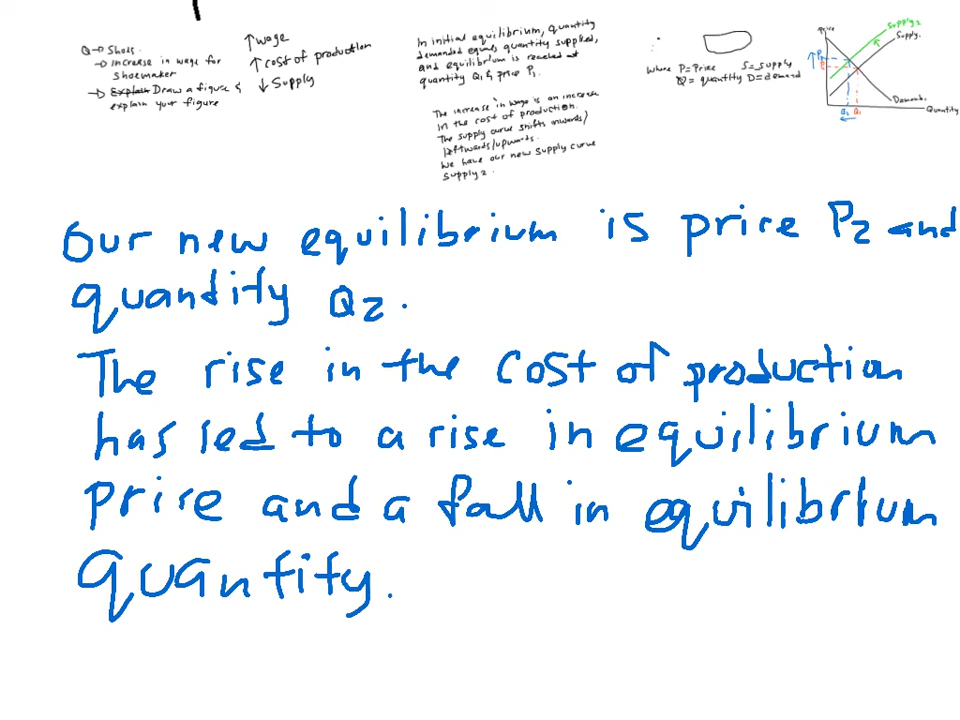 Q→ Shoes.
→ Increase in wage for
shoemaker
→ Explain Draw a figure &
explain your figure
↑ wage
↑ cost of production
↓ Supply
In initial equilibrium, quantity
demanded equals quantity supplied,
and equilibrium is reached at
quantity Q1 & price P1.
The increase in wage is an increase
in the cost of production.
The supply curve shifts inwards/
leftwards/upwards.
We have our new supply curve
supply 2.
where P=Price S=supply
Q=quantity D=demand
Price
Supply 2
Supply
P2
Demand
Q2 Q1
Quantity
Our new equilibrium is price P2 and
quantity Q2.
The rise in the cost of production
has led to a rise in equilibrium
price and a fall in equilibrium
quantity.